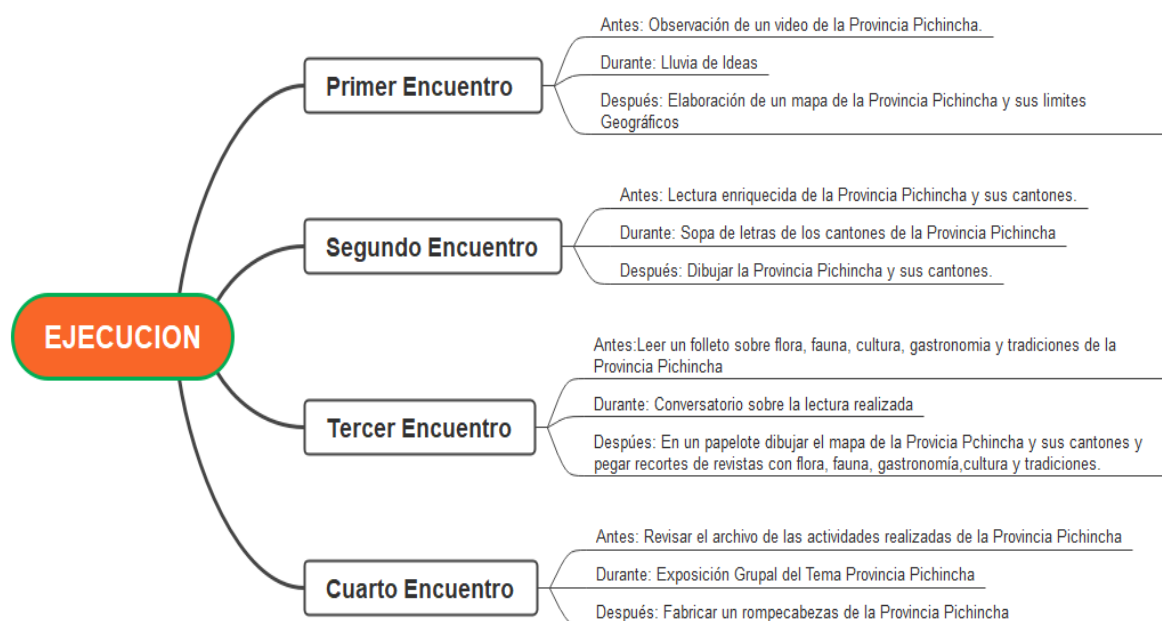 Antes: Observación de un video de la Provincia Pichincha.
Primer Encuentro
Durante: Lluvia de Ideas
Después: Elaboración de un mapa de la Provincia Pichincha y sus limites
Geográficos
Antes: Lectura enriquecida de la Provincia Pichincha y sus cantones.
Segundo Encuentro
Durante: Sopa de letras de los cantones de la Provincia Pichincha
Después: Dibujar la Provincia Pichincha y sus cantones.
EJECUCION
Antes:Leer un folleto sobre flora, fauna, cultura, gastronomia y tradiciones de la
Provincia Pichincha
Tercer Encuentro
Durante: Conversatorio sobre la lectura realizada
Despúes: En un papelote dibujar el mapa de la Provicia Pchincha y sus cantones y
pegar recortes de revistas con flora, fauna, gastronomía,cultura y tradiciones.
Antes: Revisar el archivo de las actividades realizadas de la Provincia Pichincha
Cuarto Encuentro
Durante: Exposición Grupal del Tema Provincia Pichincha
Después: Fabricar un rompecabezas de la Provincia Pichincha